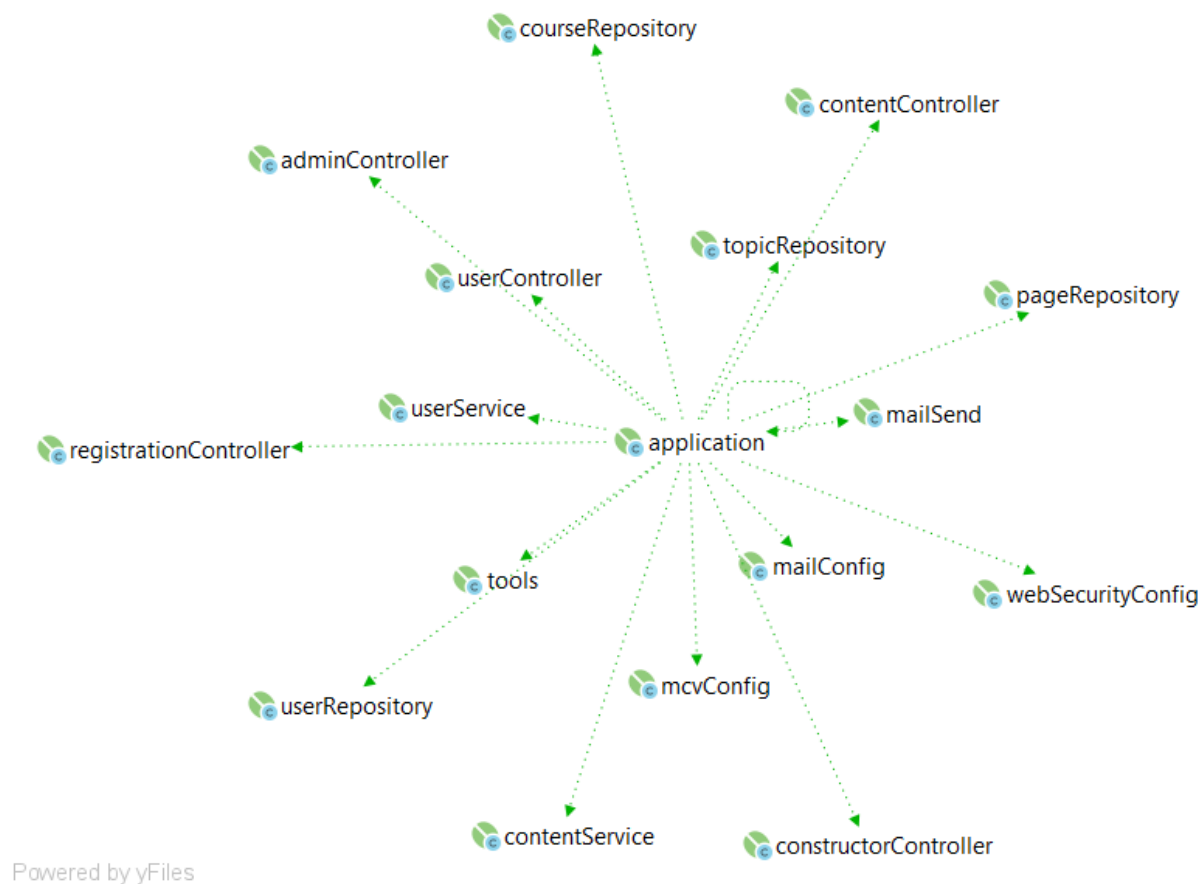 courseRepository
contentController
adminController
topicRepository
userController
pageRepository
userService
mailSend
application
registrationController
mailConfig
tools
webSecurityConfig
mcvConfig
userRepository
contentService
constructorController
Powered by yFiles